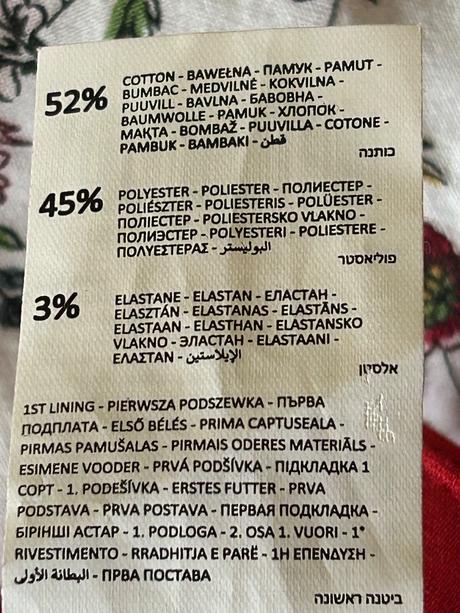 52%
COTTON - BAWEŁNA - ПАМУК - PAMUT -
BUMBAC - MEDVILNĖ - KOKVILNA -
PUUVILL - BAVLNA - БАВОВНА -
BAUMWOLLE - PAMUK - ХЛОПОК -
МАҚТА - BOMBAŽ - PUUVILLA - COTONE -
PAMBUK - BAMBAKI - قطن
כותנה
45%
POLYESTER - POLIESTER - ПОЛИЕСТЕР -
POLIÉSZTER - POLIESTERIS - POLÜESTER -
ПОЛІЕСТЕР - POLIESTERSKO VLAKNO -
ПОЛИЭСТЕР - POLYESTERI - POLIESTERE -
ΠΟΛΥΕΣΤΕΡΑΣ - البوليستر
פוליאסטר
3%
ELASTANE - ELASTAN - ЕЛАСТАН -
ELASZTÁN - ELASTANAS - ELASTĀNS -
ELASTAAN - ELASTHAN - ELASTANSKO
VLAKNO - ЭЛАСТАН - ELASTAANI -
ΕΛΑΣΤΑΝ - الإيلاستين
אלסטין
1ST LINING - PIERWSZA PODSZEWKA - ПЪРВА
ПОДПЛАТА - ELSŐ BÉLÉS - PRIMA CAPTUSEALA -
PIRMAS PAMUŠALAS - PIRMAIS ODERES MATERIĀLS -
ESIMENE VOODER - PRVÁ PODŠÍVKA - ПІДКЛАДКА 1
СОРТ - 1. PODEŠÍVKA - ERSTES FUTTER - PRVA
PODSTAVA - PRVA POSTAVA - ПЕРВАЯ ПОДКЛАДКА -
БІРІНШІ АСТАР - 1. PODLOGA - 2. OSA 1. VUORI - 1°
RIVESTIMENTO - RRADHITJA E PARË - 1Η ΕΠΕΝΔΥΣΗ -
البطانة الأولى - ПРВА ПОСТАВА
ביטנה ראשונה